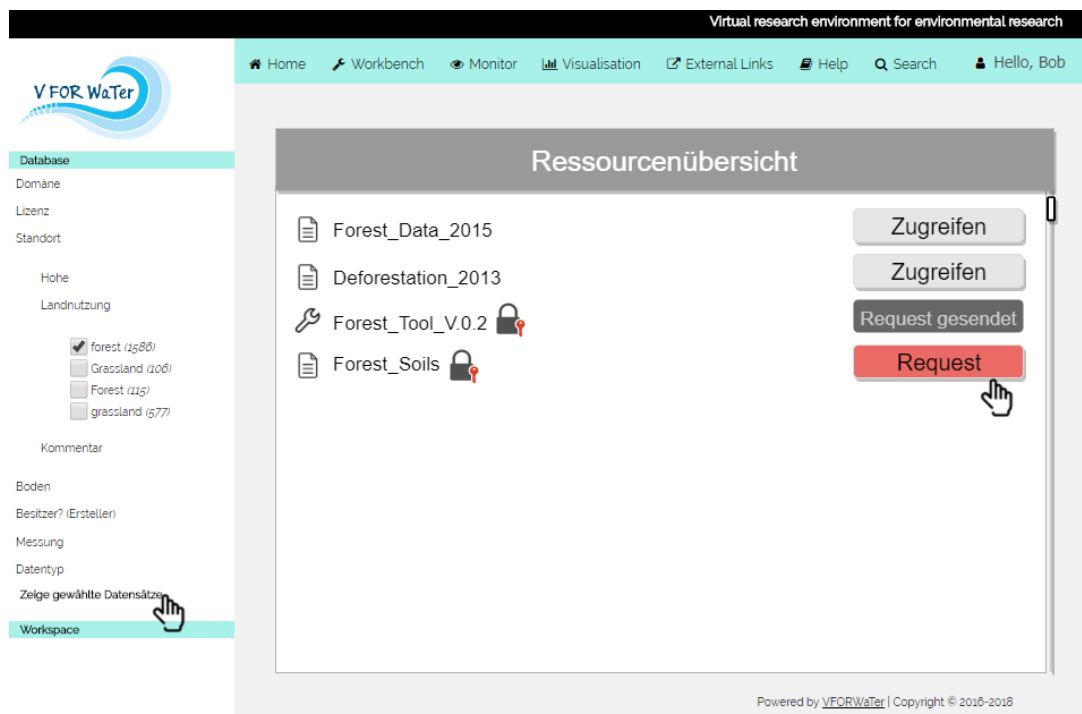 Virtual research environment for environmental research
V FOR WaTer
Home Workbench Monitor Visualisation External Links Help Search Hello, Bob
Database
Domäne
Lizenz
Standort
Hohe
Landnutzung
forest (1586)
Grassland (106)
Forest (115)
grassland (577)
Kommentar
Boden
Besitzer? (Ersteller)
Messung
Datentyp
Zeige gewählte Datensätze
Workspace
Ressourcenübersicht
Forest_Data_2015 Zugreifen
Deforestation_2013 Zugreifen
Forest_Tool_V.0.2 Request gesendet
Forest_Soils Request
Powered by VFORWaTer | Copyright © 2016-2018